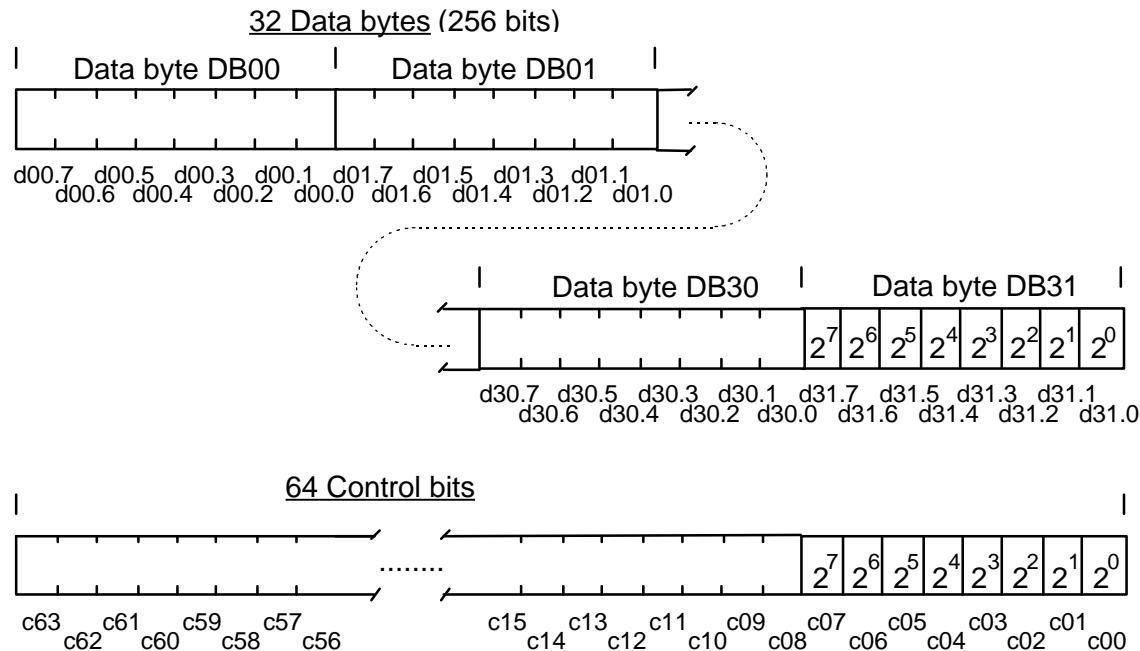 32 Data bytes (256 bits)
Data byte DB00 Data byte DB01
d00.7 d00.5 d00.3 d00.1 d01.7 d01.5 d01.3 d01.1
d00.6 d00.4 d00.2 d00.0 d01.6 d01.4 d01.2 d01.0
Data byte DB30 Data byte DB31
2⁷ 2⁶ 2⁵ 2⁴ 2³ 2² 2¹ 2⁰
d30.7 d30.5 d30.3 d30.1 d31.7 d31.5 d31.3 d31.1
d30.6 d30.4 d30.2 d30.0 d31.6 d31.4 d31.2 d31.0
64 Control bits
........ 2⁷ 2⁶ 2⁵ 2⁴ 2³ 2² 2¹ 2⁰
c63 c61 c59 c57 c15 c13 c11 c09 c07 c05 c03 c01
c62 c60 c58 c56 c14 c12 c10 c08 c06 c04 c02 c00